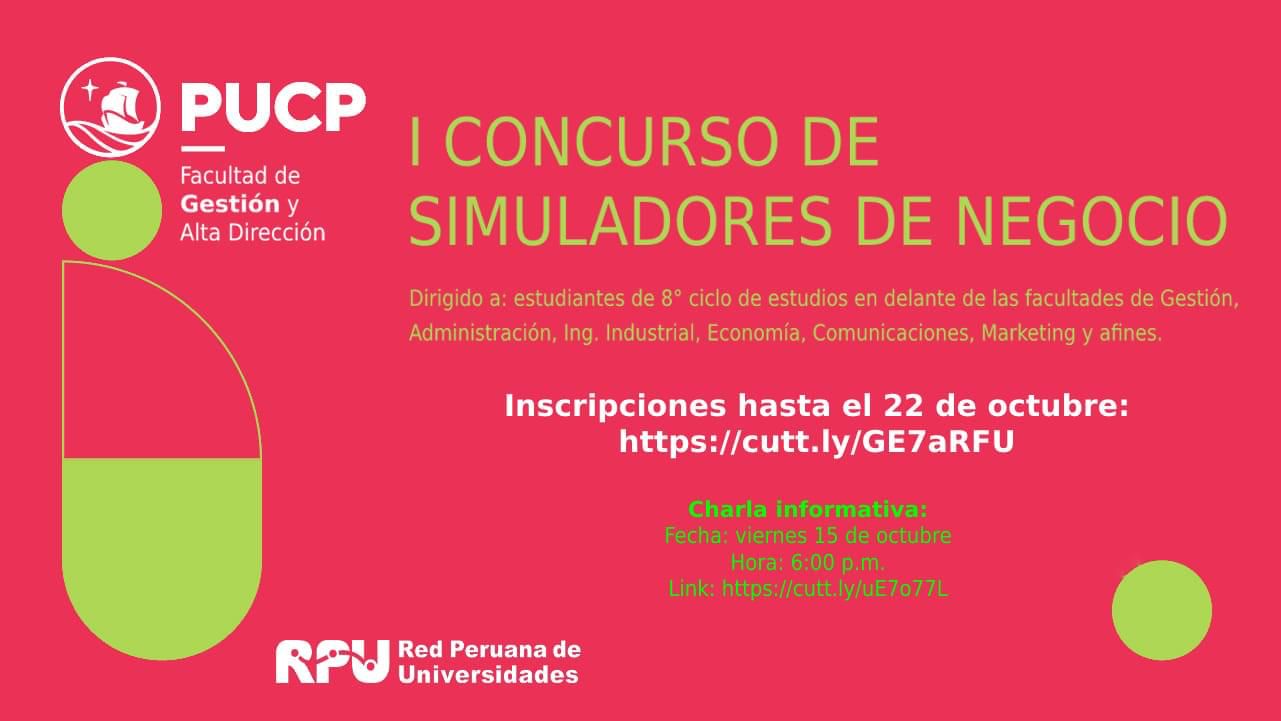 PUCP
Facultad de
Gestión y
Alta Dirección
I CONCURSO DE
SIMULADORES DE NEGOCIO
Dirigido a: estudiantes de 8° ciclo de estudios en delante de las facultades de Gestión,
Administración, Ing. Industrial, Economía, Comunicaciones, Marketing y afines.
Inscripciones hasta el 22 de octubre:
https://cutt.ly/GE7aRFU
Charla informativa:
Fecha: viernes 15 de octubre
Hora: 6:00 p.m.
Link: https://cutt.ly/uE7o77L
RPU Red Peruana de
Universidades